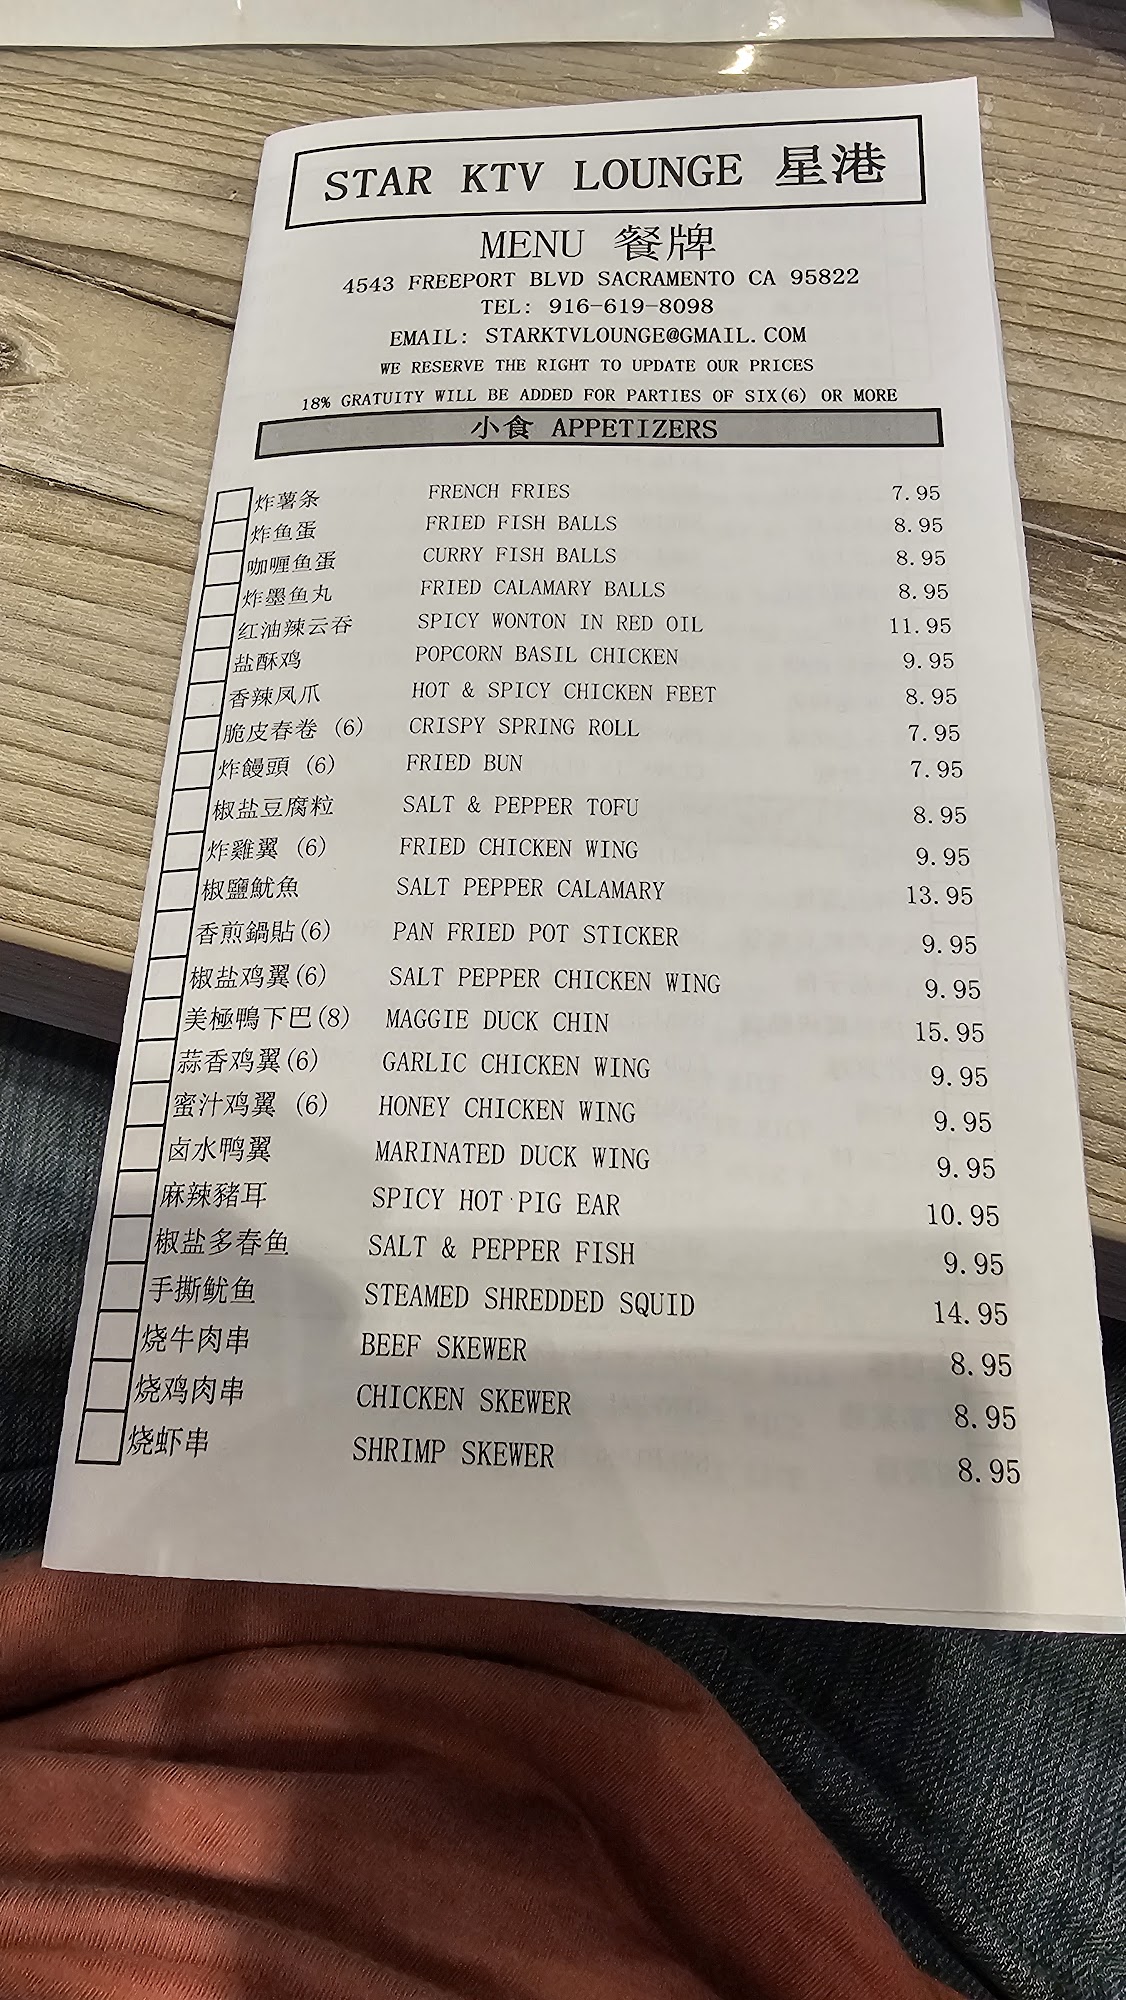 STAR KTV LOUNGE 星港
MENU 餐牌
4543 FREEPORT BLVD SACRAMENTO CA 95822
TEL: 916-619-8098
EMAIL: STARKTVLOUNGE@GMAIL.COM
WE RESERVE THE RIGHT TO UPDATE OUR PRICES
18% GRATUITY WILL BE ADDED FOR PARTIES OF SIX(6) OR MORE
小食 APPETIZERS
炸薯条 FRENCH FRIES 7.95
炸鱼蛋 FRIED FISH BALLS 8.95
咖喱鱼蛋 CURRY FISH BALLS 8.95
炸墨鱼丸 FRIED CALAMARY BALLS 8.95
红油辣云吞 SPICY WONTON IN RED OIL 11.95
盐酥鸡 POPCORN BASIL CHICKEN 9.95
香辣凤爪 HOT & SPICY CHICKEN FEET 8.95
脆皮春卷 (6) CRISPY SPRING ROLL 7.95
炸饅頭 (6) FRIED BUN 7.95
椒盐豆腐粒 SALT & PEPPER TOFU 8.95
炸雞翼 (6) FRIED CHICKEN WING 9.95
椒鹽魷魚 SALT PEPPER CALAMARY 13.95
香煎鍋貼(6) PAN FRIED POT STICKER 9.95
椒盐鸡翼(6) SALT PEPPER CHICKEN WING 9.95
美極鴨下巴(8) MAGGIE DUCK CHIN 15.95
蒜香鸡翼(6) GARLIC CHICKEN WING 9.95
蜜汁鸡翼 (6) HONEY CHICKEN WING 9.95
卤水鸭翼 MARINATED DUCK WING 9.95
麻辣豬耳 SPICY HOT PIG EAR 10.95
椒盐多春鱼 SALT & PEPPER FISH 9.95
手撕鱿鱼 STEAMED SHREDDED SQUID 14.95
烧牛肉串 BEEF SKEWER 8.95
烧鸡肉串 CHICKEN SKEWER 8.95
烧虾串 SHRIMP SKEWER 8.95